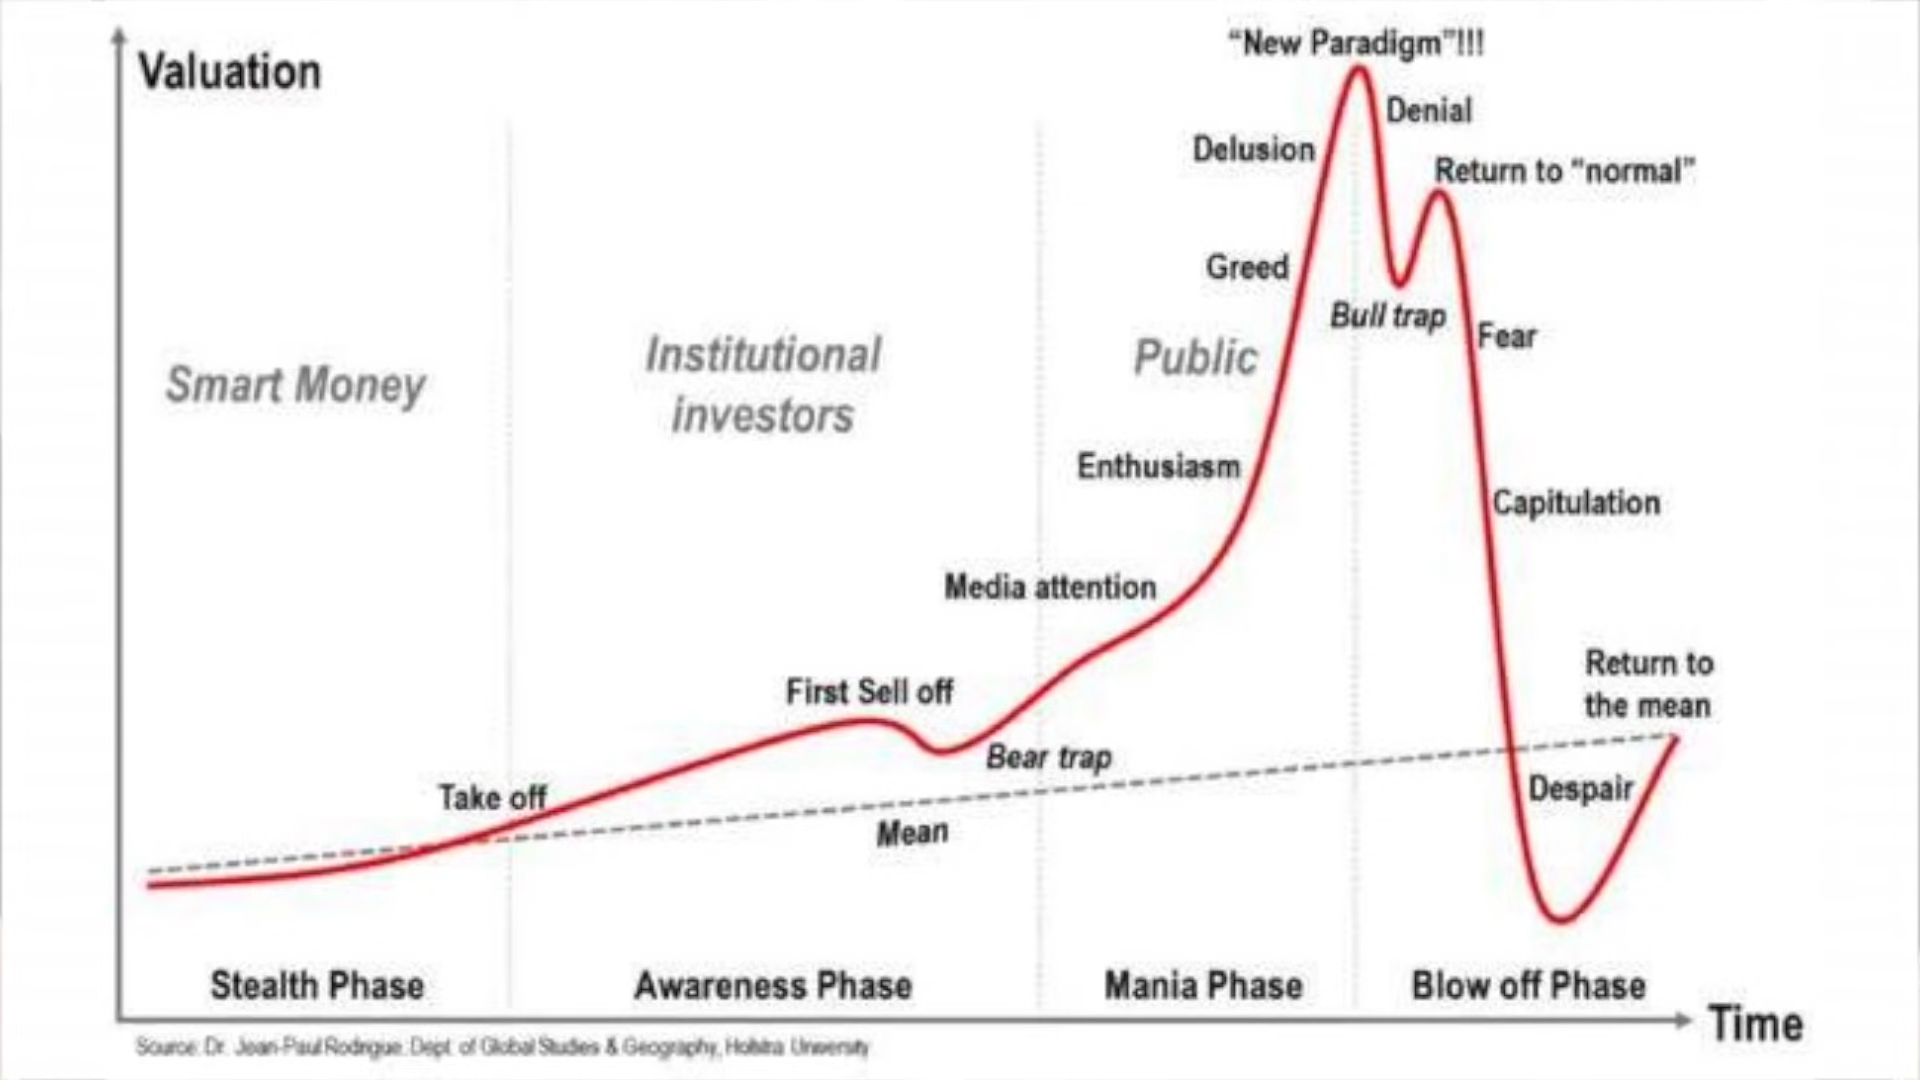 Valuation
"New Paradigm"!!!
Denial
Delusion
Return to "normal"
Greed
Bull trap
Fear
Smart Money
Institutional
investors
Public
Enthusiasm
Capitulation
Media attention
First Sell off
Bear trap
Return to
the mean
Take off
Mean
Despair
Stealth Phase
Awareness Phase
Mania Phase
Blow off Phase
Time
Source: Dr. Jean-Paul Rodrigue, Dept. of Global Studies & Geography, Hofstra University